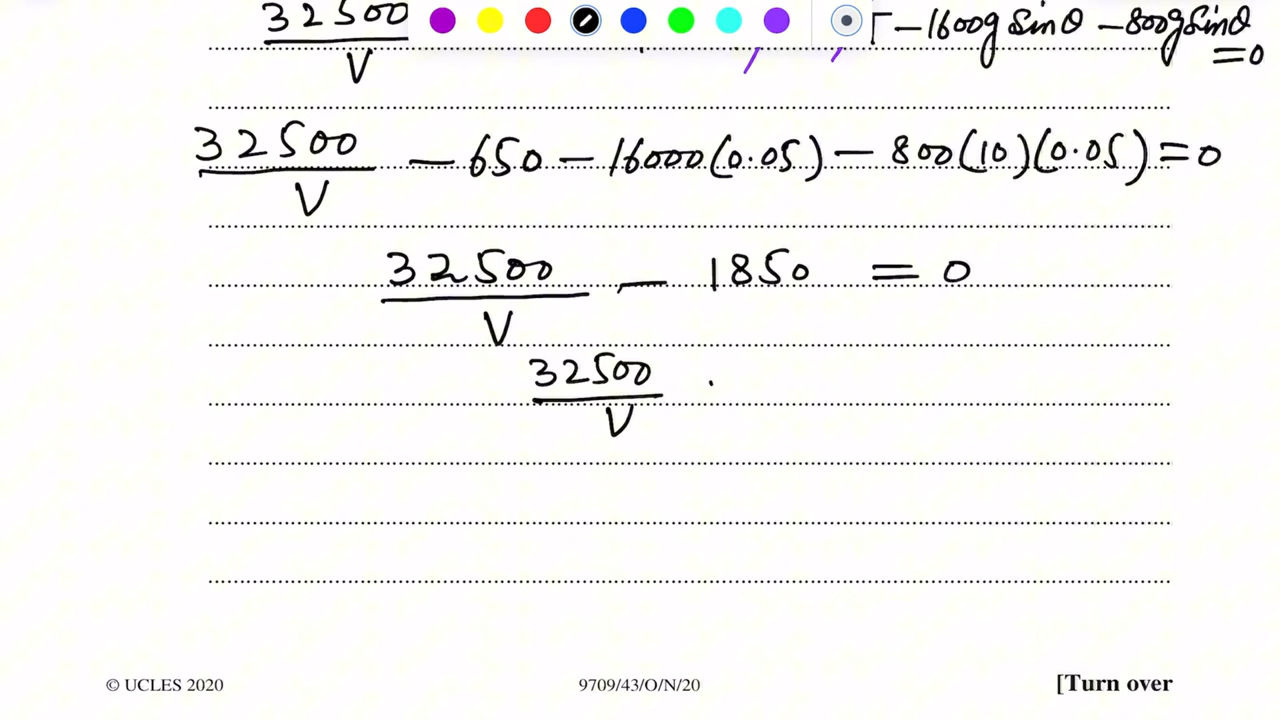 32500/V – 1600g sinθ – 800g sinθ = 0
32500/V – 650 – 16000(0.05) – 800(10)(0.05) = 0
32500/V – 1850 = 0
32500/V
© UCLES 2020 9709/43/O/N/20 [Turn over